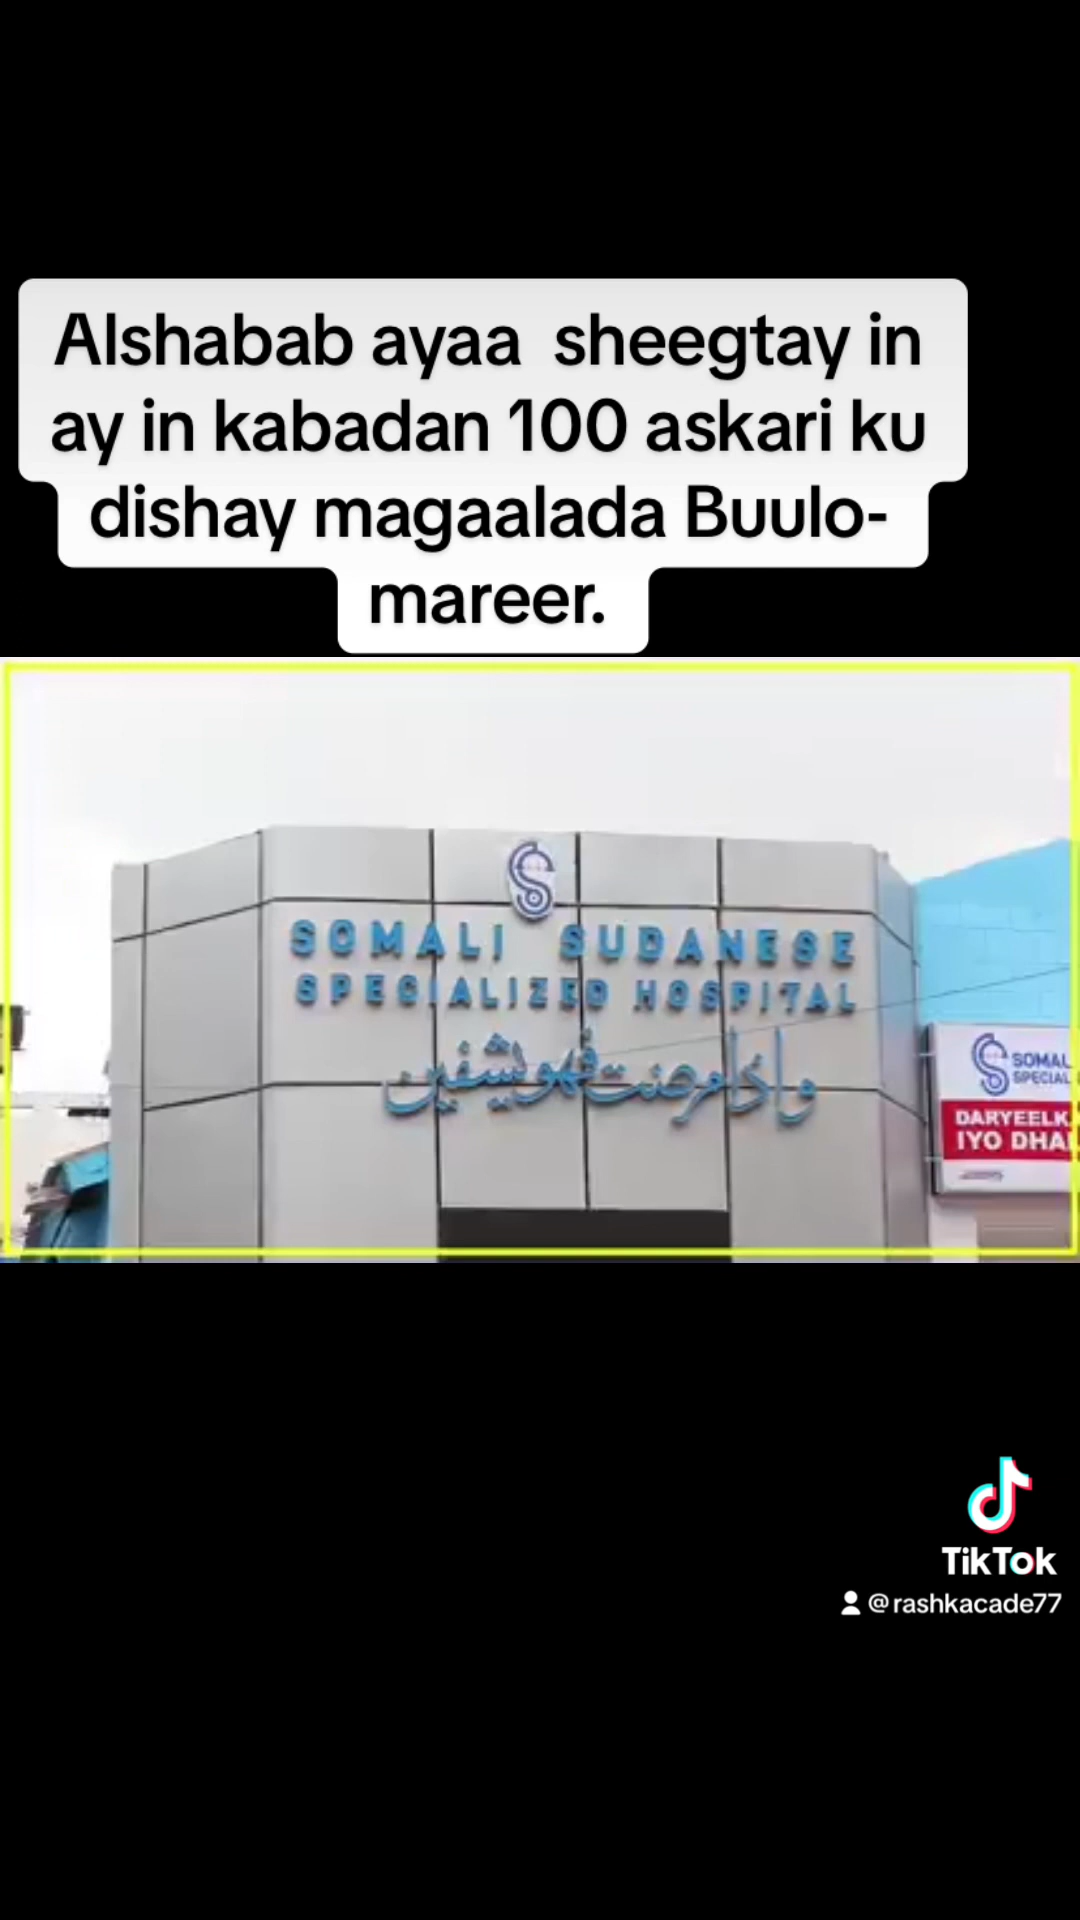 Alshabab ayaa sheegtay in
ay in kabadan 100 askari ku
dishay magaalada Buulo-
mareer.
SOMALI SUDANESE
SPECIALIZED HOSPITAL
وإذا مرضت فهو يشفين
SOMAL
SPECIAL
DARYEELK
IYO DHA
TikTok
@rashkacade77